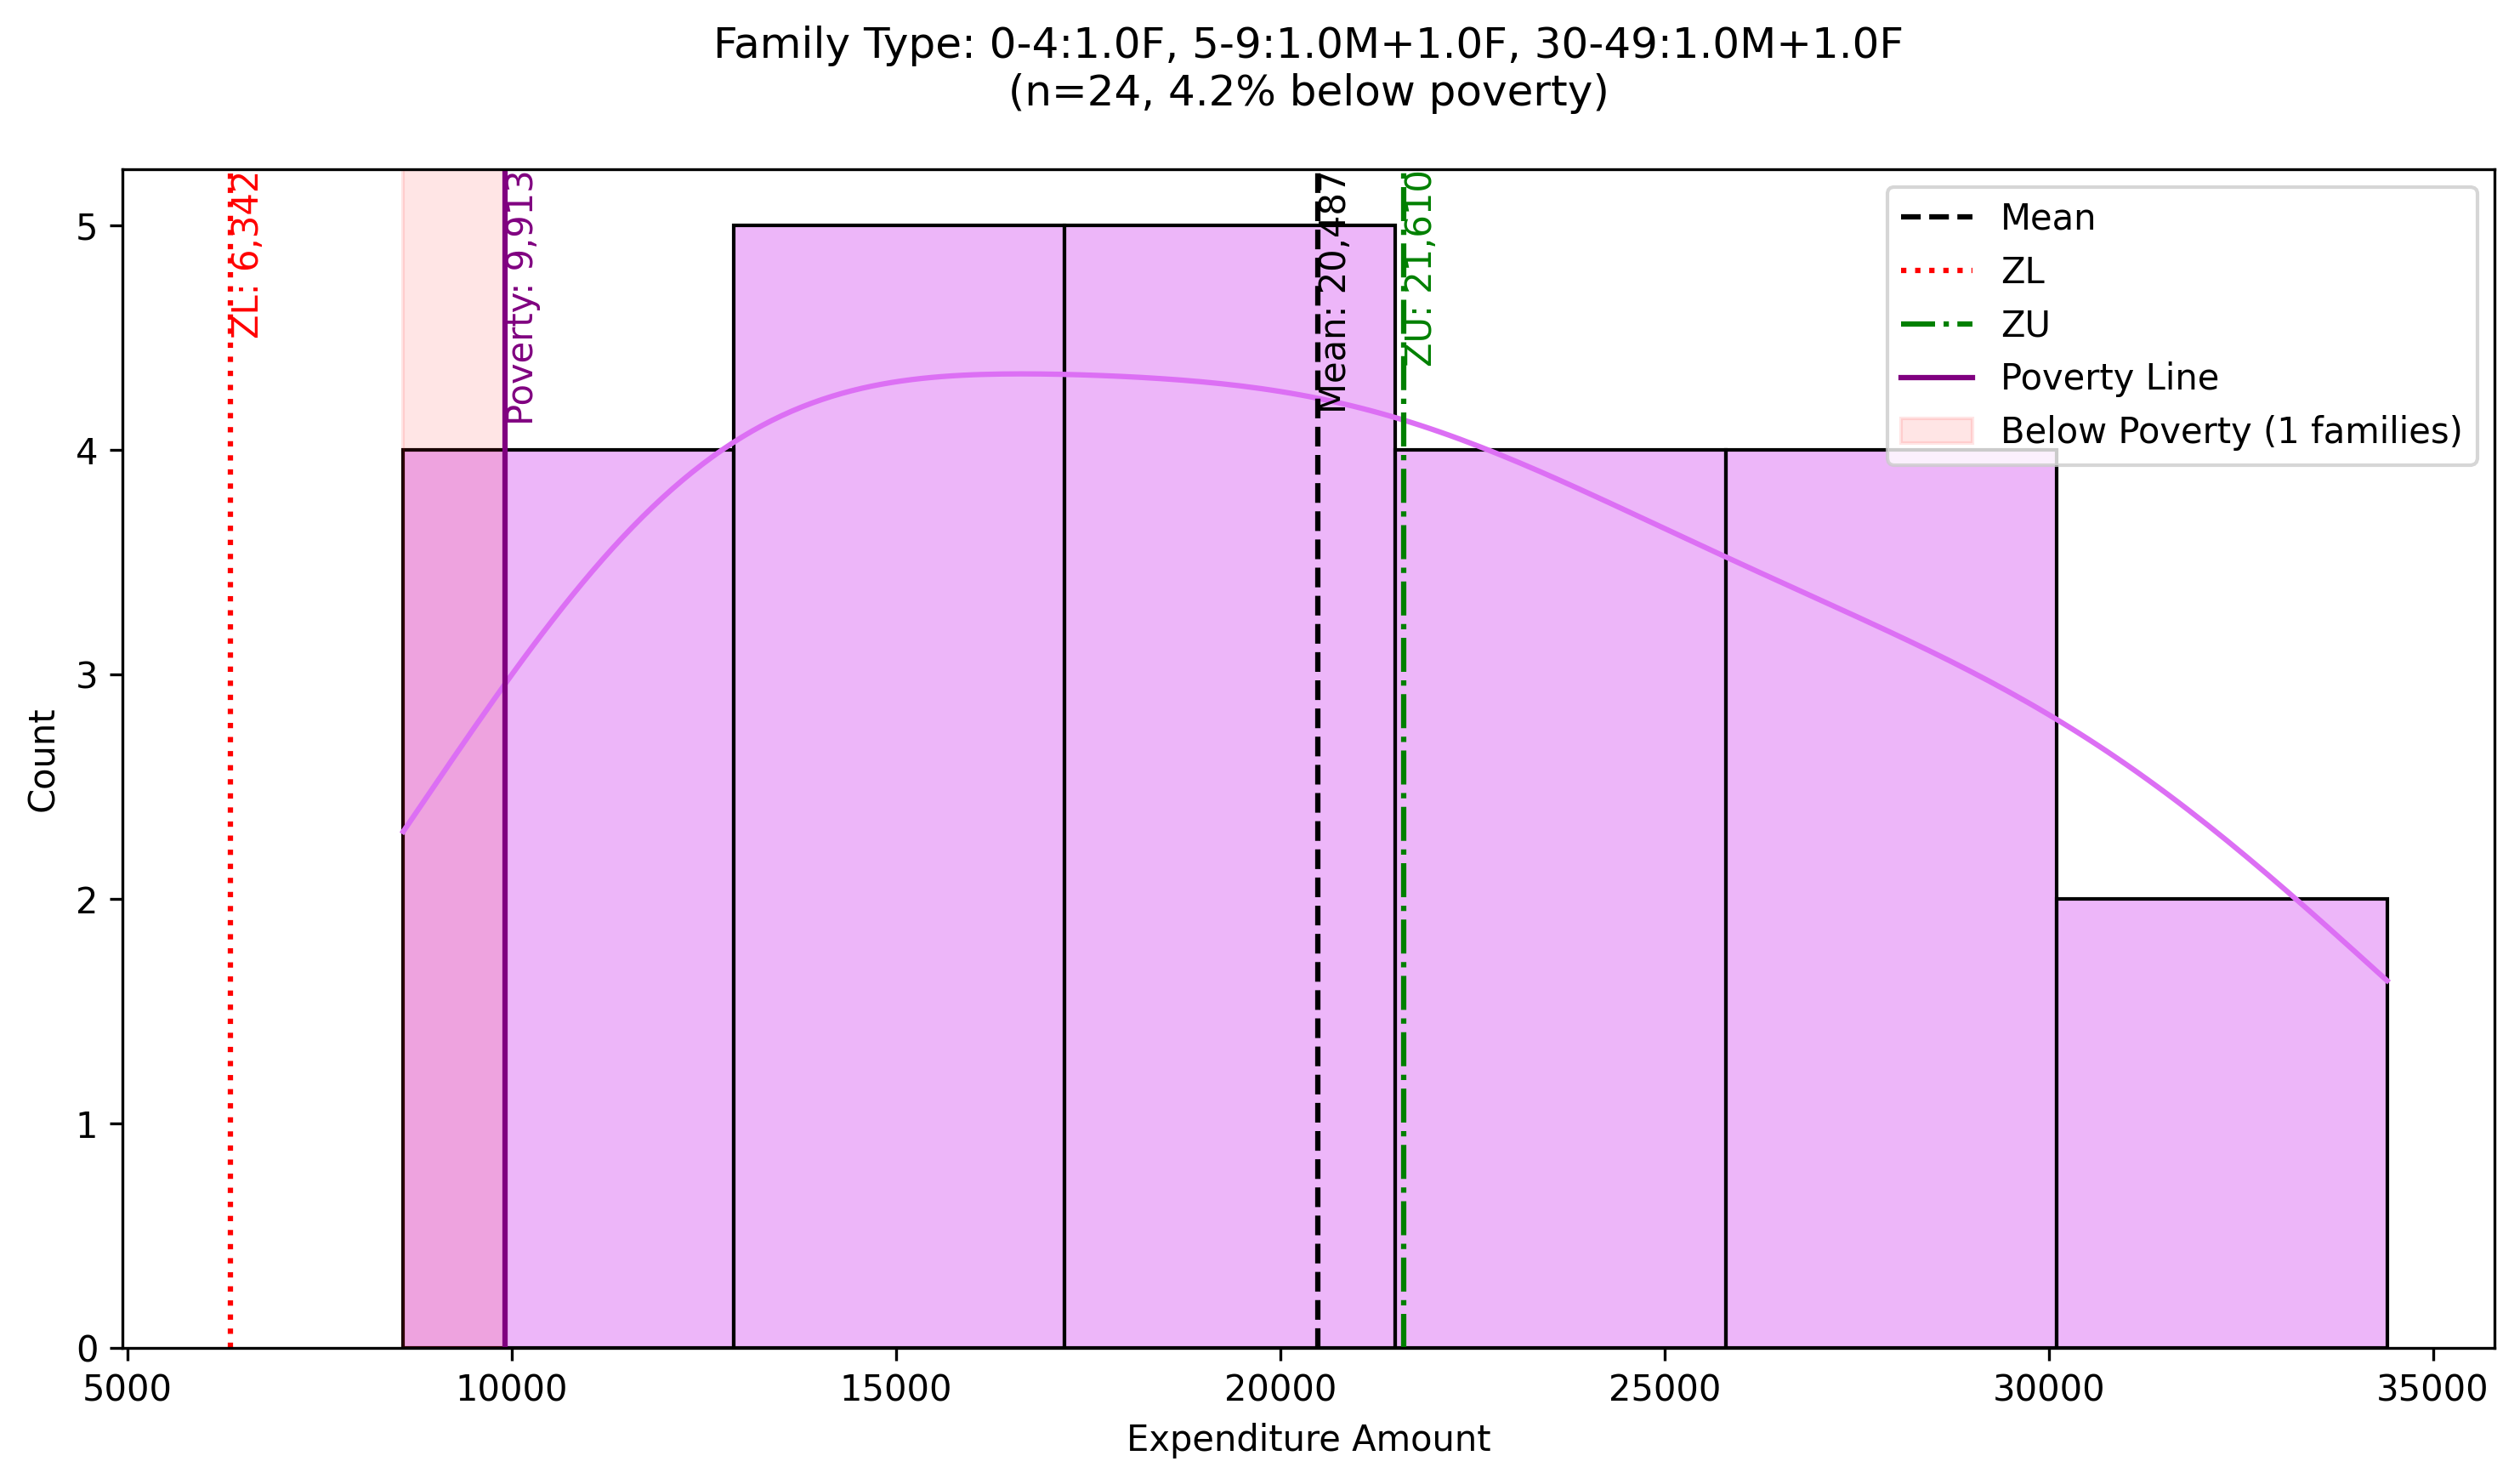 Family Type: 0-4:1.0F, 5-9:1.0M+1.0F, 30-49:1.0M+1.0F
(n=24, 4.2% below poverty)
ZL: 6,342
Poverty: 9,913
Mean: 20,487
ZU: 21,610
Mean
ZL
ZU
Poverty Line
Below Poverty (1 families)
Count
5
4
3
2
1
0
5000
10000
15000
20000
25000
30000
35000
Expenditure Amount